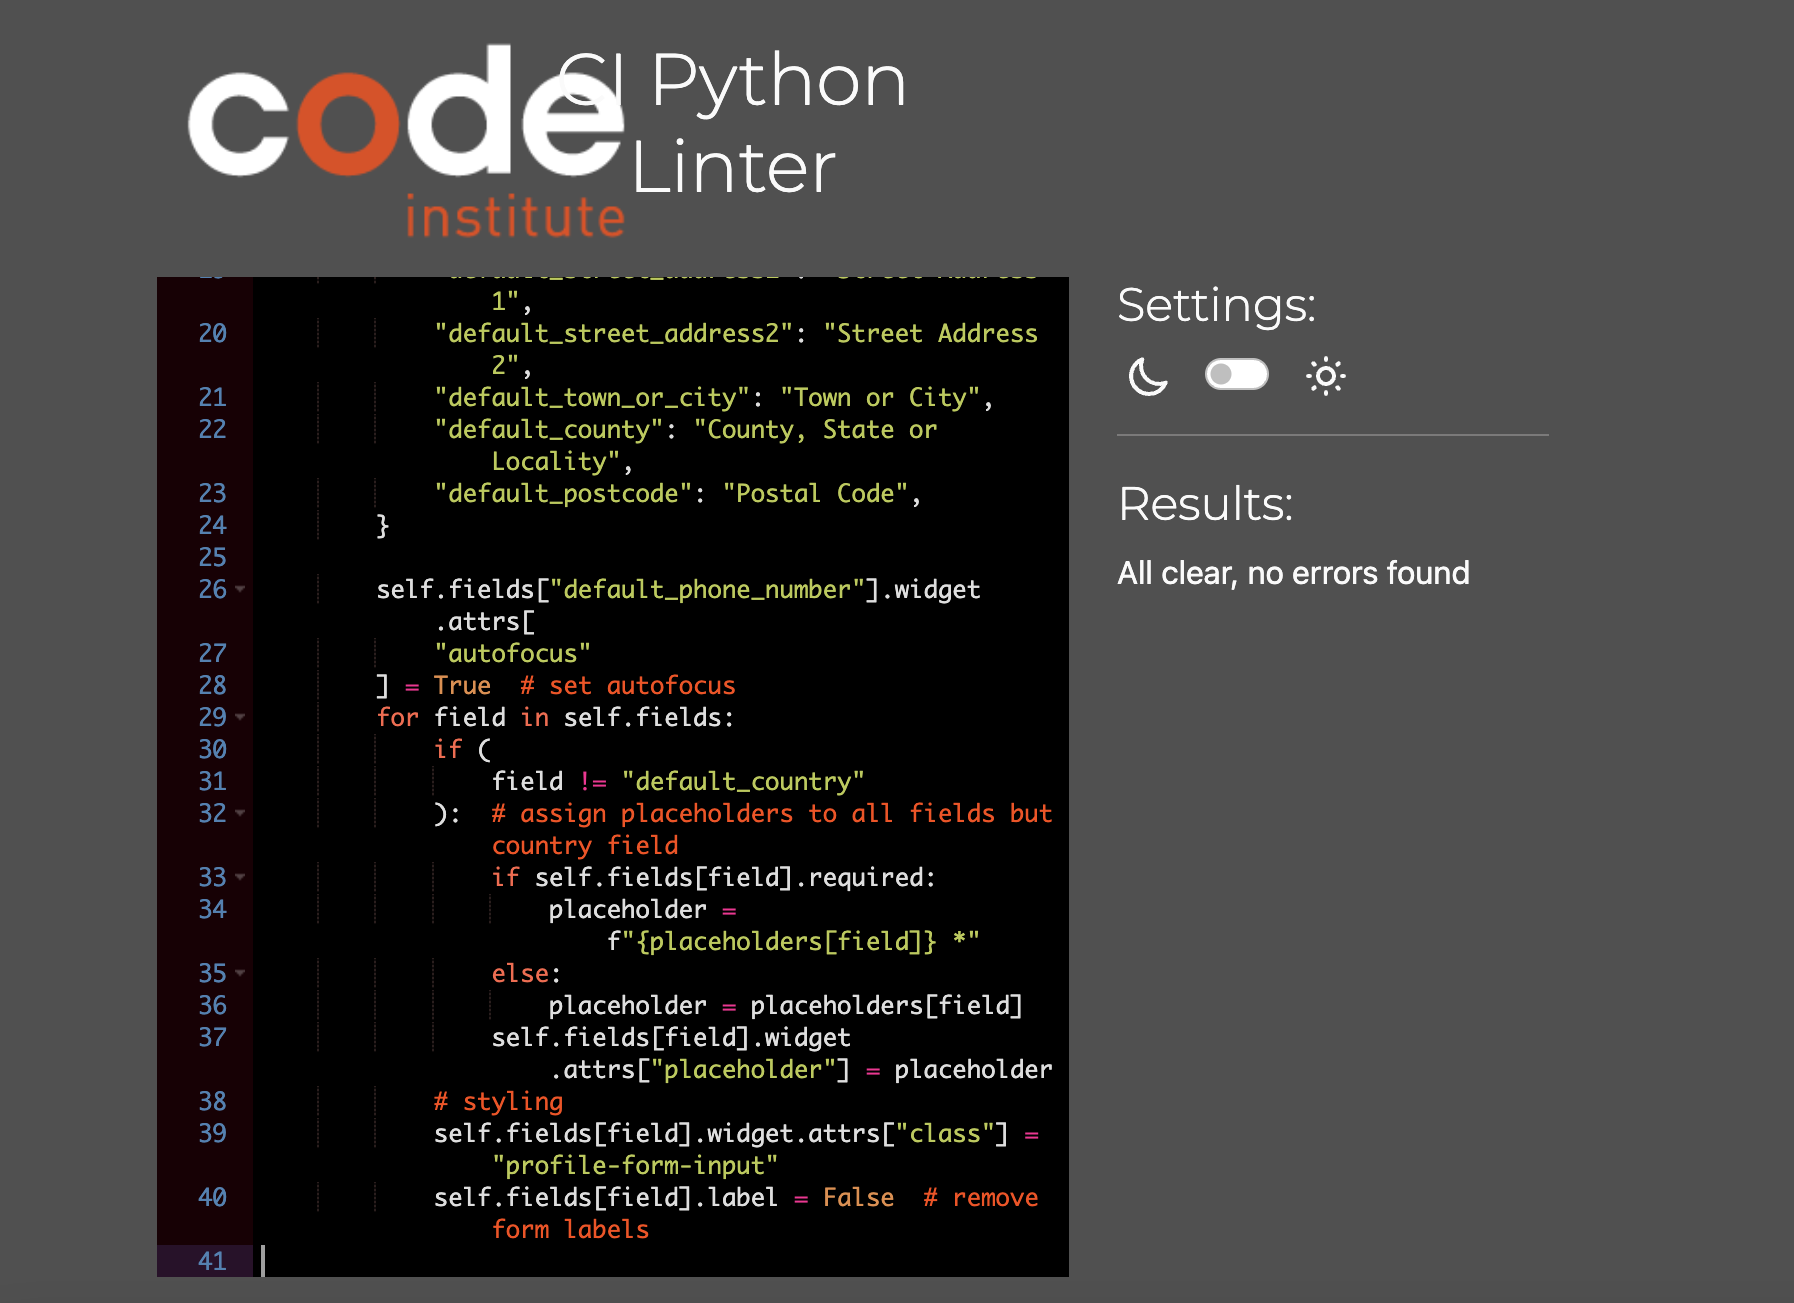 code
institute
CI Python
Linter
1",
20 "default_street_address2": "Street Address
2",
21 "default_town_or_city": "Town or City",
22 "default_county": "County, State or
Locality",
23 "default_postcode": "Postal Code",
24 }
25
26 self.fields["default_phone_number"].widget
.attrs[
27 "autofocus"
28 ] = True  # set autofocus
29 for field in self.fields:
30 if (
31 field != "default_country"
32 ):  # assign placeholders to all fields but
country field
33 if self.fields[field].required:
34 placeholder =
f"{placeholders[field]} *"
35 else:
36 placeholder = placeholders[field]
37 self.fields[field].widget
.attrs["placeholder"] = placeholder
38 # styling
39 self.fields[field].widget.attrs["class"] =
"profile-form-input"
40 self.fields[field].label = False  # remove
form labels
41
Settings:
Results:
All clear, no errors found